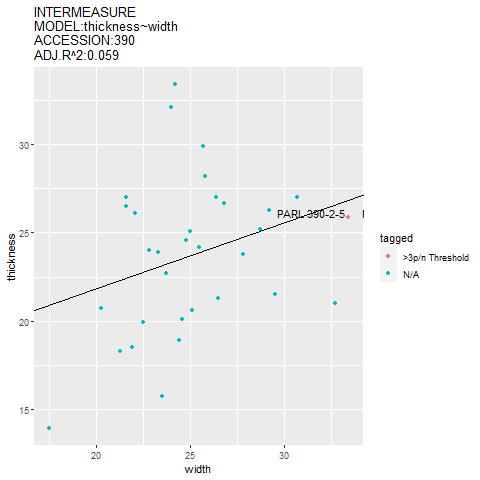 INTERMEASURE
MODEL:thickness~width
ACCESSION:390
ADJ.R^2:0.059
30
25
20
15
thickness
PARL-390-2-5
20
25
30
width
tagged
>3p/n Threshold
N/A